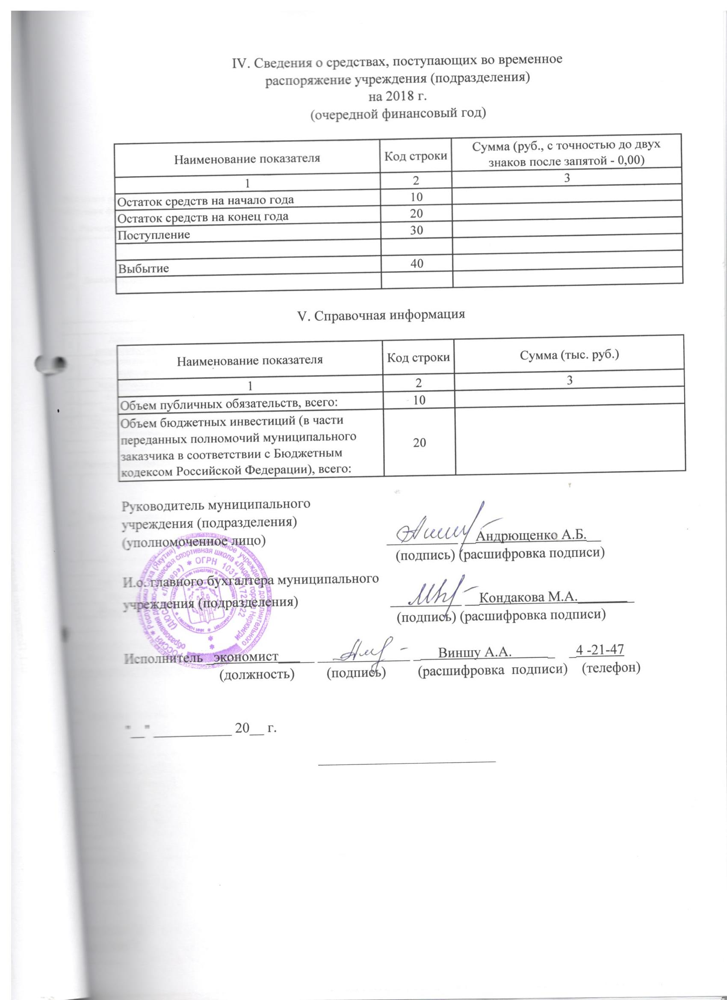 IV. Сведения о средствах, поступающих во временное
распоряжение учреждения (подразделения)
на 2018 г.
(очередной финансовый год)
Наименование показателя Код строки Сумма (руб., с точностью до двух
знаков после запятой - 0,00)
1 2 3
Остаток средств на начало года 10
Остаток средств на конец года 20
Поступление 30
Выбытие 40
V. Справочная информация
Наименование показателя Код строки Сумма (тыс. руб.)
1 2 3
Объем публичных обязательств, всего: 10
Объем бюджетных инвестиций (в части
переданных полномочий муниципального
заказчика в соответствии с Бюджетным
кодексом Российской Федерации), всего:
20
Руководитель муниципального
учреждения (подразделения)
(уполномоченное лицо)
Андрющенко А.Б.
(подпись) (расшифровка подписи)
И.о. главного бухгалтера муниципального
учреждения (подразделения)
Кондакова М.А.
(подпись) (расшифровка подписи)
Исполнитель экономист Виншу А.А. 4 -21-47
(должность) (подпись) (расшифровка подписи) (телефон)
"__" ___________ 20__ г.